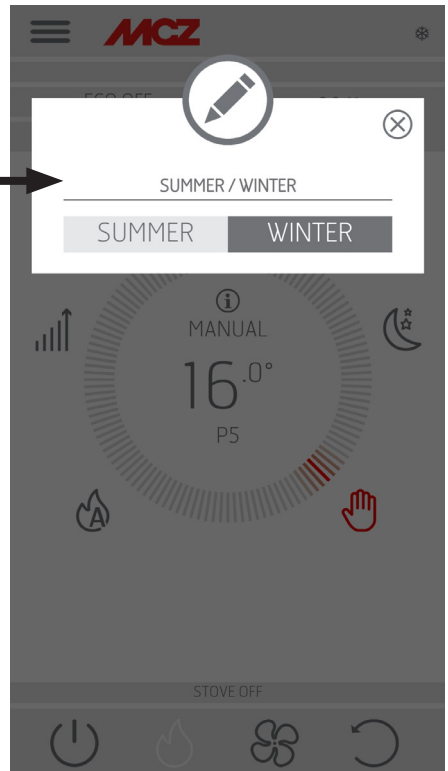 MCZ
SUMMER / WINTER
SUMMER WINTER
MANUAL
16.0°
P5
A
STOVE OFF